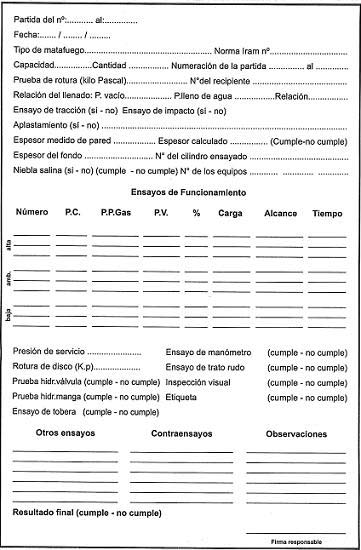 Partida del nº:............ al:..............
Fecha:....... / ........ / .........
Tipo de matafuego.............................................. Norma Iram nº...................
Capacidad..............Cantidad ................. Numeración de la partida ............. al ............
Prueba de rotura (kilo Pascal)...................... N°del recipiente .................................
Relación del llenado: P. vacío................. P.lleno de agua .................Relación..............
Ensayo de tracción (si - no) Ensayo de impacto (si - no)
Aplastamiento (si - no) ..........................................................................................
Espesor medido de pared ................ Espesor calculado .............. (Cumple-no cumple)
Espesor del fondo ......................... N° del cilindro ensayado ...................................
Niebla salina (si - no) (cumple - no cumple) N° de los equipos ........... ........... ............
Ensayos de Funcionamiento
Número P.C. P.P.Gas P.V. % Carga Alcance Tiempo
alta
amb.
baja
Presión de servicio .................... Ensayo de manómetro (cumple - no cumple)
Rotura de disco (K.p)................... Ensayo de trato rudo (cumple - no cumple)
Prueba hidr.válvula (cumple - no cumple) Inspección visual (cumple - no cumple)
Prueba hidr.manga (cumple - no cumple) Etiqueta (cumple - no cumple)
Ensayo de tobera (cumple - no cumple)
Otros ensayos Contraensayos Observaciones
Resultado final (cumple - no cumple)
Firma responsable